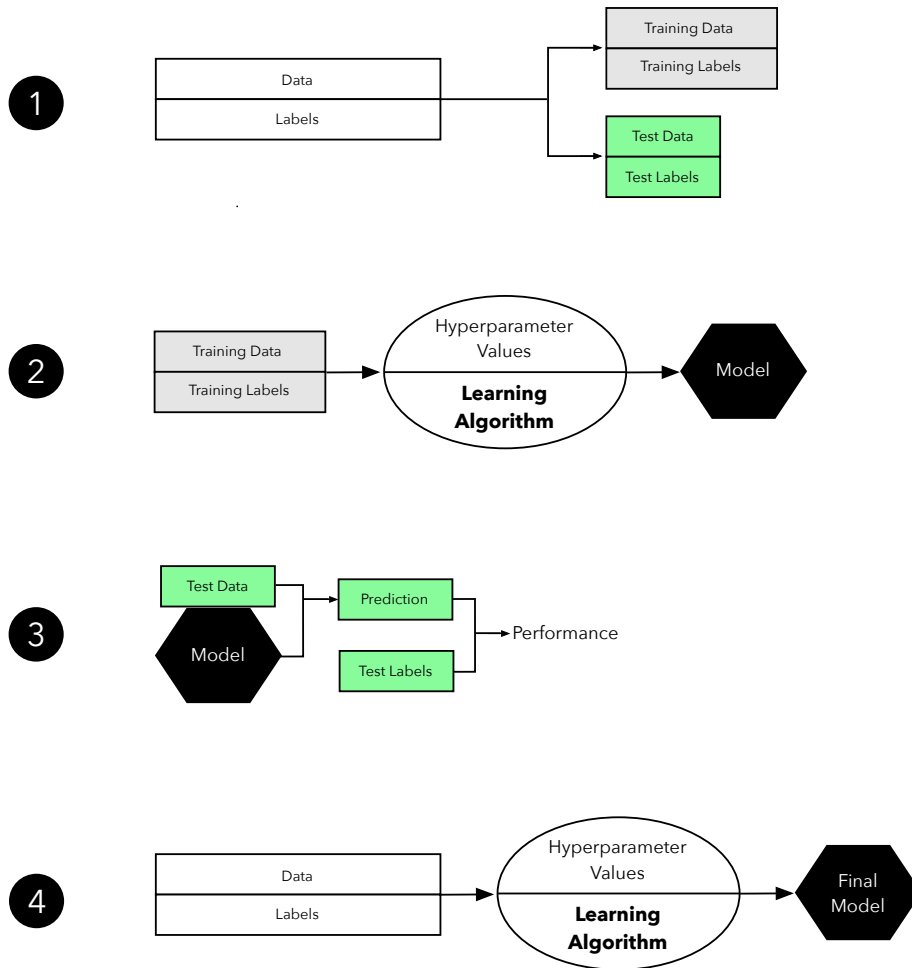 1
Data
Labels
Training Data
Training Labels
Test Data
Test Labels
.
2
Training Data
Training Labels
Hyperparameter
Values
Learning
Algorithm
Model
3
Test Data
Model
Prediction
Test Labels
Performance
4
Data
Labels
Hyperparameter
Values
Learning
Algorithm
Final
Model